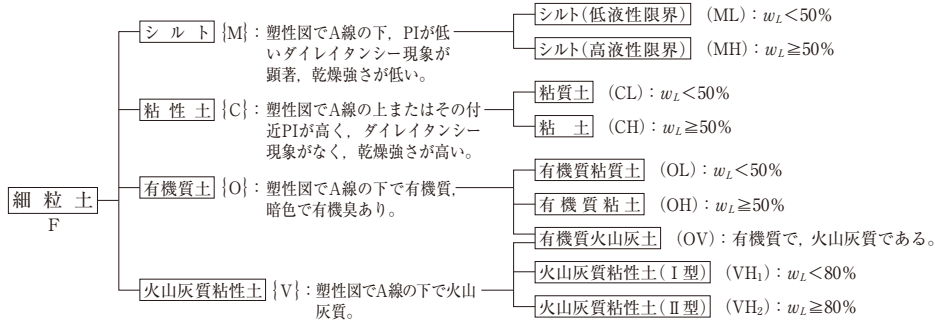 細粒土
F
シルト {M}：塑性図でA線の下，PIが低
いダイレイタンシー現象が
顕著，乾燥強さが低い。
シルト(低液性限界) (ML)：w_L＜50%
シルト(高液性限界) (MH)：w_L≧50%
粘性土 {C}：塑性図でA線の上またはその付
近PIが高く，ダイレイタンシー
現象がなく，乾燥強さが高い。
粘質土 (CL)：w_L＜50%
粘土 (CH)：w_L≧50%
有機質土 {O}：塑性図でA線の下で有機質，
暗色で有機臭あり。
有機質粘質土 (OL)：w_L＜50%
有機質粘土 (OH)：w_L≧50%
有機質火山灰土 (OV)：有機質で，火山灰質である。
火山灰質粘性土 {V}：塑性図でA線の下で火山
灰質。
火山灰質粘性土(Ⅰ型) (VH₁)：w_L＜80%
火山灰質粘性土(Ⅱ型) (VH₂)：w_L≧80%